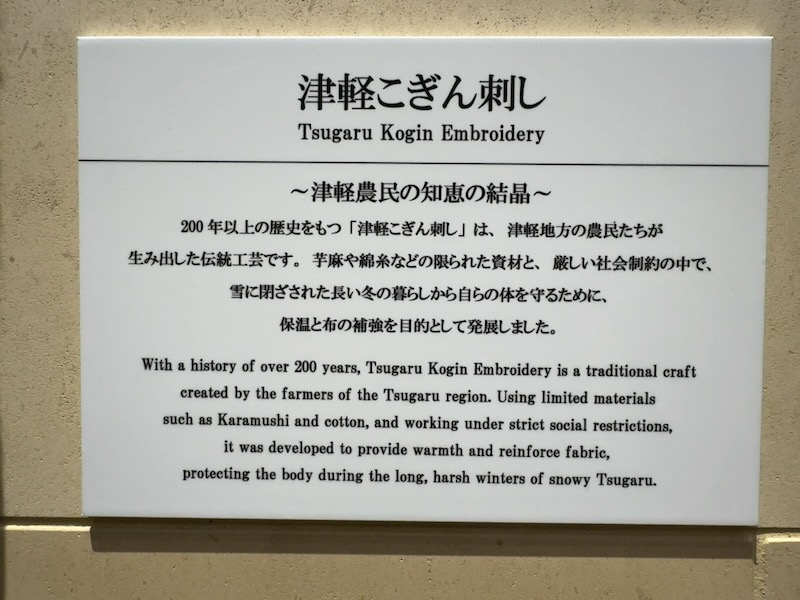 津軽こぎん刺し
Tsugaru Kogin Embroidery
～津軽農民の知恵の結晶～
200年以上の歴史をもつ「津軽こぎん刺し」は、津軽地方の農民たちが
生み出した伝統工芸です。苧麻や綿糸などの限られた資材と、厳しい社会制約の中で、
雪に閉ざされた長い冬の暮らしから自らの体を守るために、
保温と布の補強を目的として発展しました。
With a history of over 200 years, Tsugaru Kogin Embroidery is a traditional craft
created by the farmers of the Tsugaru region. Using limited materials
such as Karamushi and cotton, and working under strict social restrictions,
it was developed to provide warmth and reinforce fabric,
protecting the body during the long, harsh winters of snowy Tsugaru.